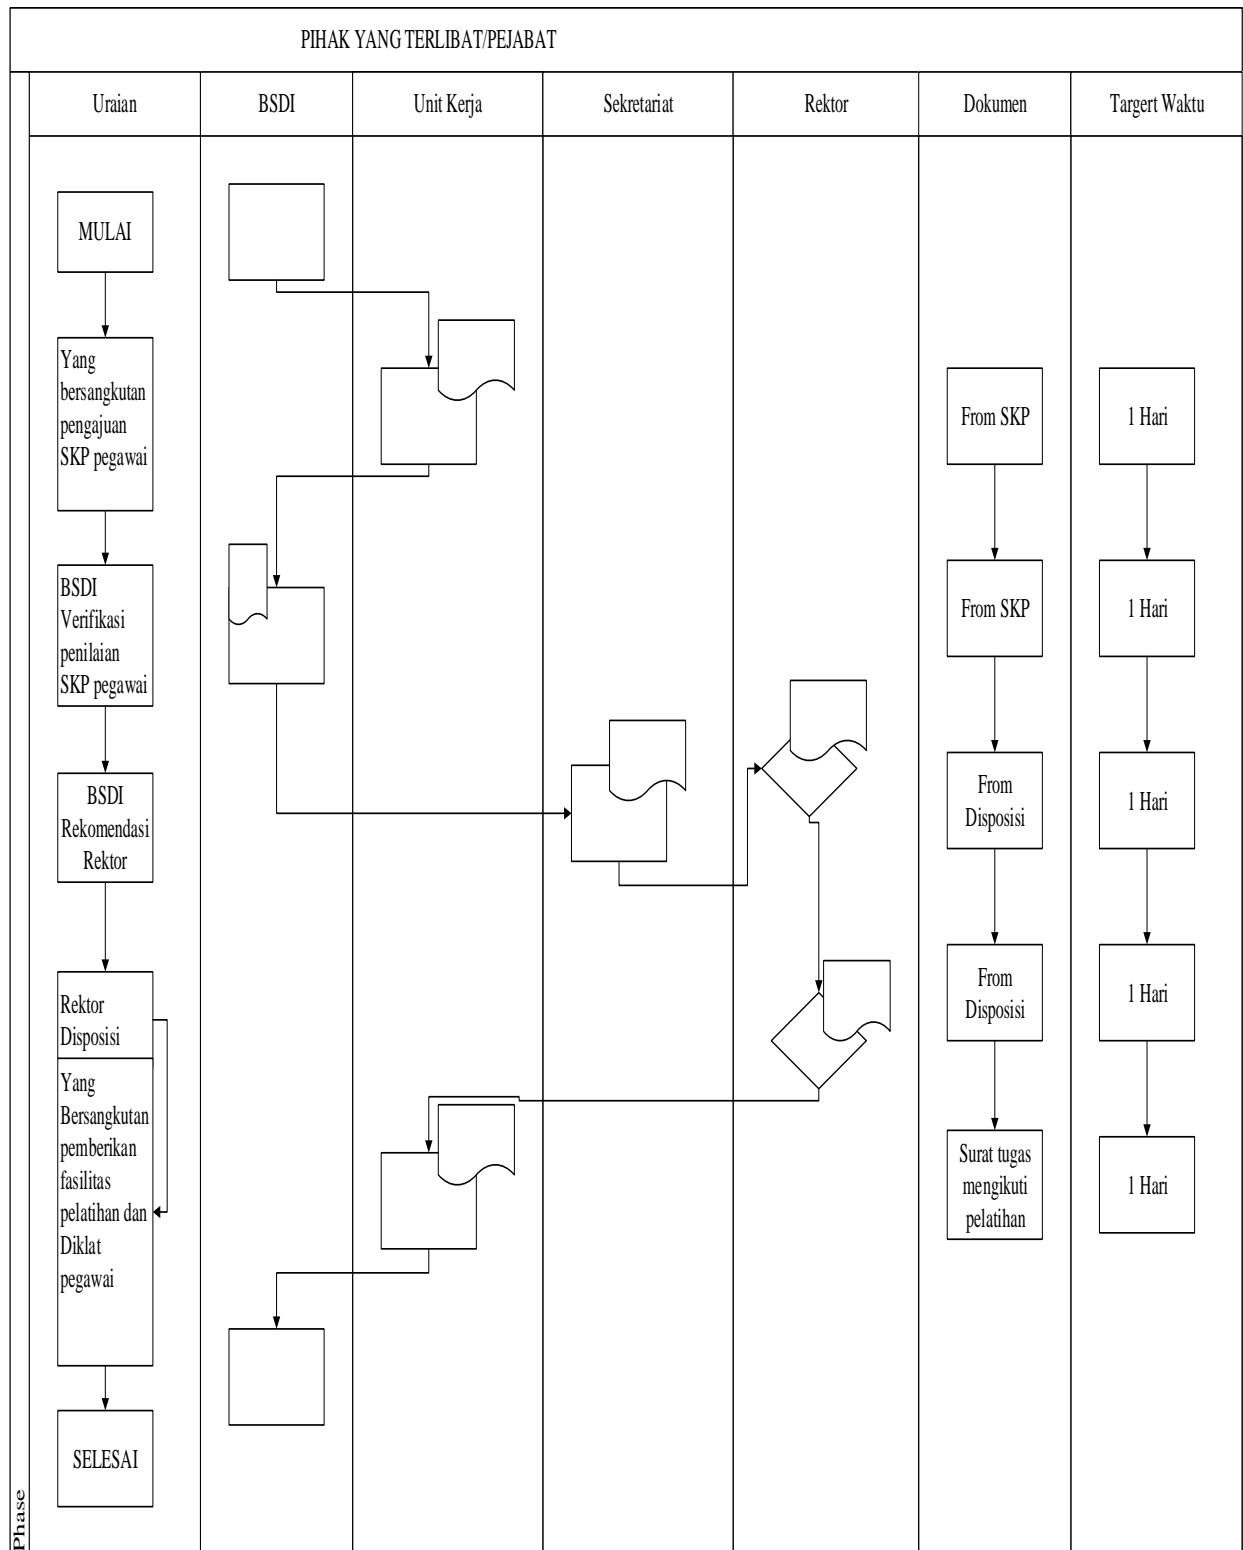 PIHAK YANG TERLIBAT/PEJABAT
Uraian
BSDI
Unit Kerja
Sekretariat
Rektor
Dokumen
Targert Waktu
MULAI
Yang
bersangkutan
pengajuan
SKP pegawai
From SKP
1 Hari
BSDI
Verifikasi
penilaian
SKP pegawai
From SKP
1 Hari
BSDI
Rekomendasi
Rektor
From
Disposisi
1 Hari
Rektor
Disposisi
From
Disposisi
1 Hari
Yang
Bersangkutan
pemberikan
fasilitas
pelatihan dan
Diklat
pegawai
Surat tugas
mengikuti
pelatihan
1 Hari
SELESAI
Phase